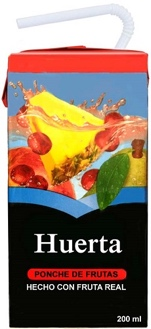 Huerta
PONCHE DE FRUTAS
HECHO CON FRUTA REAL
200 ml